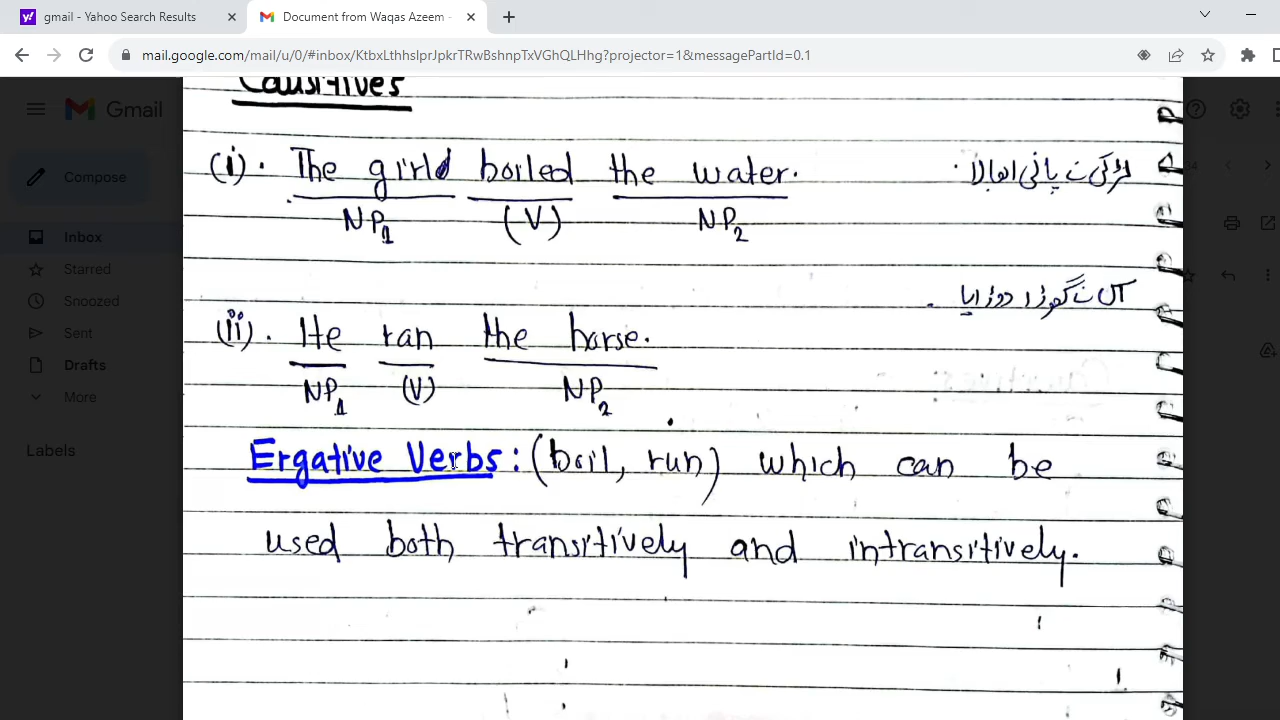 gmail - Yahoo Search Results
Document from Waqas Azeem -
mail.google.com/mail/u/0/#inbox/KtbxLthhslprJpkrTRwBshnpTxVGhQLHhg?projector=1&messagePartId=0.1
Gmail
Compose
Inbox
Starred
Snoozed
Sent
Drafts
More
Labels
Causitives
(i). The girl boiled the water. لڑکی نے پانی ابالا
NP1 (V) NP2
اس نے گھوڑا دوڑایا
(ii). He ran the horse.
NP1 (V) NP2
Ergative Verbs: (boil, run) which can be
used both transitively and intransitively.